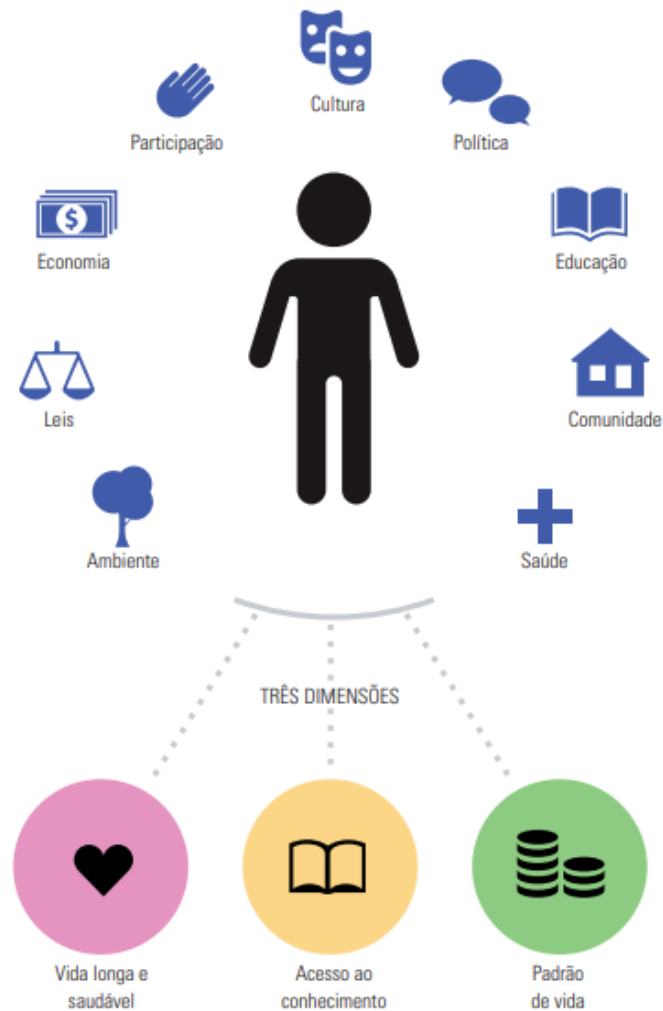 Cultura
Participação
Política
$
Economia
Educação
Leis
Comunidade
Ambiente
Saúde
TRÊS DIMENSÕES
Vida longa e
saudável
Acesso ao
conhecimento
Padrão
de vida